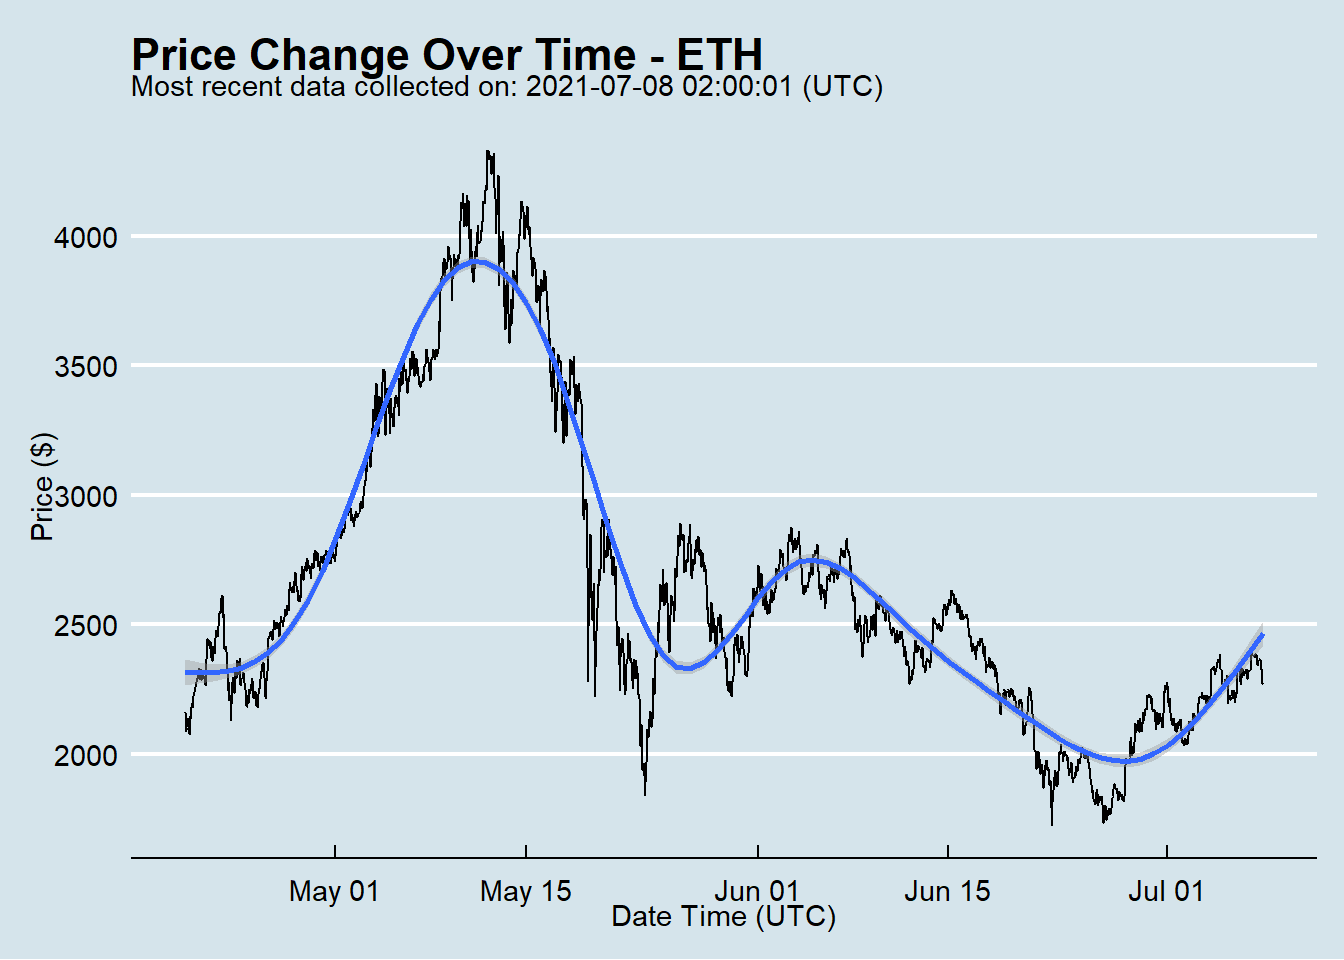 Price Change Over Time - ETH
Most recent data collected on: 2021-07-08 02:00:01 (UTC)
Price ($)
4000
3500
3000
2500
2000
May 01
May 15
Jun 01
Jun 15
Jul 01
Date Time (UTC)